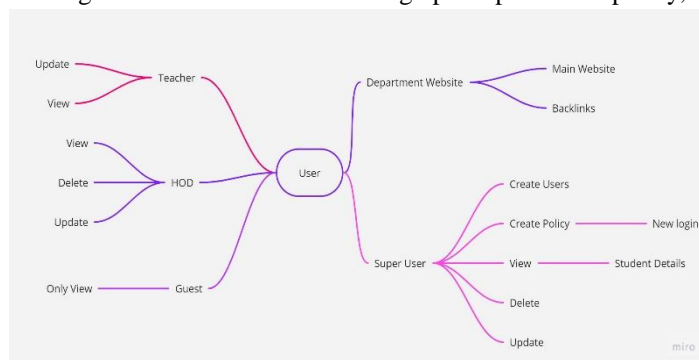 Update
View
Teacher
View
Delete
Update
HOD
Only View
Guest
User
Department Website
Main Website
Backlinks
Super User
Create Users
Create Policy
New login
View
Student Details
Delete
Update
miro